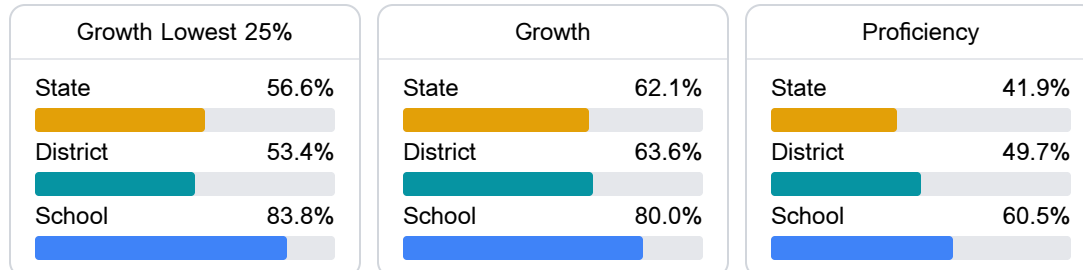 Growth Lowest 25%
State 56.6%
District 53.4%
School 83.8%
Growth
State 62.1%
District 63.6%
School 80.0%
Proficiency
State 41.9%
District 49.7%
School 60.5%